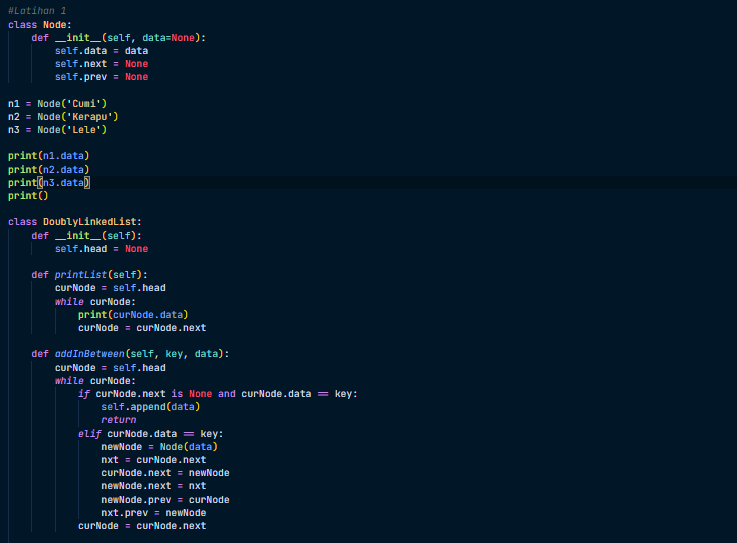 #Latihan 1
class Node:
    def __init__(self, data=None):
        self.data = data
        self.next = None
        self.prev = None

n1 = Node('Cumi')
n2 = Node('Kerapu')
n3 = Node('Lele')

print(n1.data)
print(n2.data)
print(n3.data)
print()

class DoublyLinkedList:
    def __init__(self):
        self.head = None

    def printList(self):
        curNode = self.head
        while curNode:
            print(curNode.data)
            curNode = curNode.next

    def addInBetween(self, key, data):
        curNode = self.head
        while curNode:
            if curNode.next is None and curNode.data == key:
                self.append(data)
                return
            elif curNode.data == key:
                newNode = Node(data)
                nxt = curNode.next
                curNode.next = newNode
                newNode.next = nxt
                newNode.prev = curNode
                nxt.prev = newNode
            curNode = curNode.next